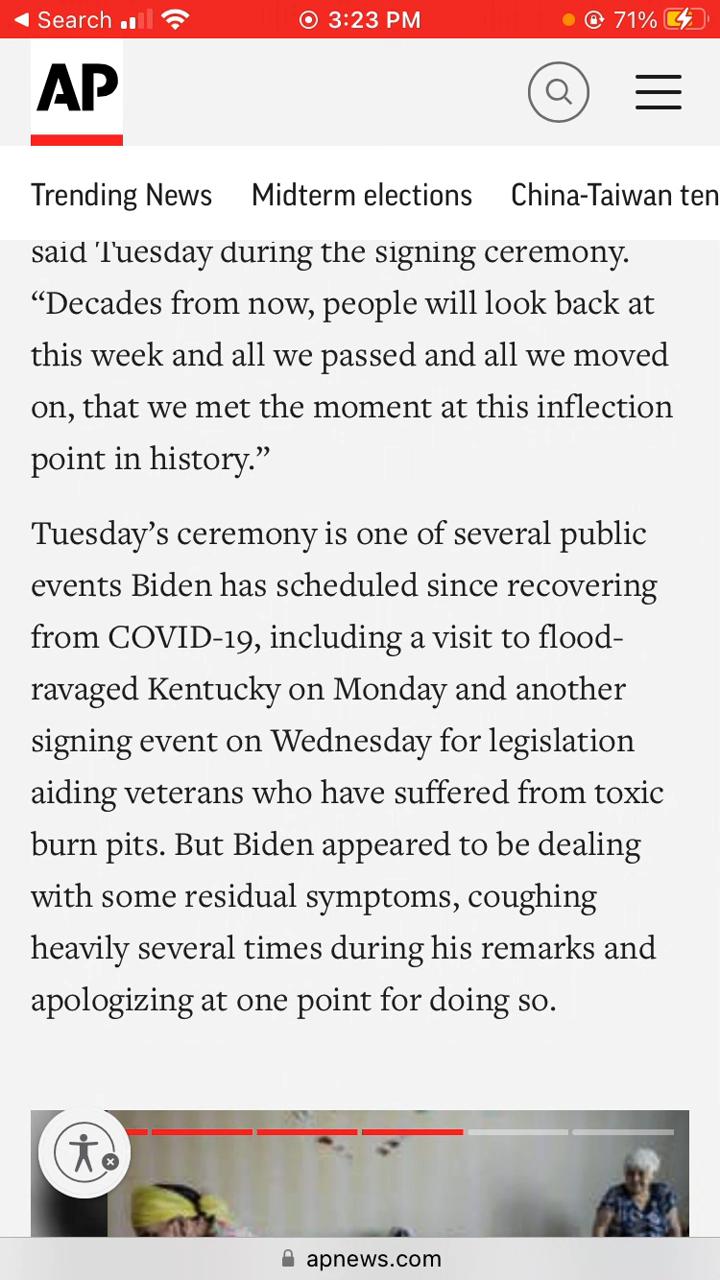 Search 3:23 PM 71%
AP
Trending News Midterm elections China-Taiwan ten
said Tuesday during the signing ceremony.
“Decades from now, people will look back at
this week and all we passed and all we moved
on, that we met the moment at this inflection
point in history.”
Tuesday’s ceremony is one of several public
events Biden has scheduled since recovering
from COVID-19, including a visit to flood-
ravaged Kentucky on Monday and another
signing event on Wednesday for legislation
aiding veterans who have suffered from toxic
burn pits. But Biden appeared to be dealing
with some residual symptoms, coughing
heavily several times during his remarks and
apologizing at one point for doing so.
apnews.com